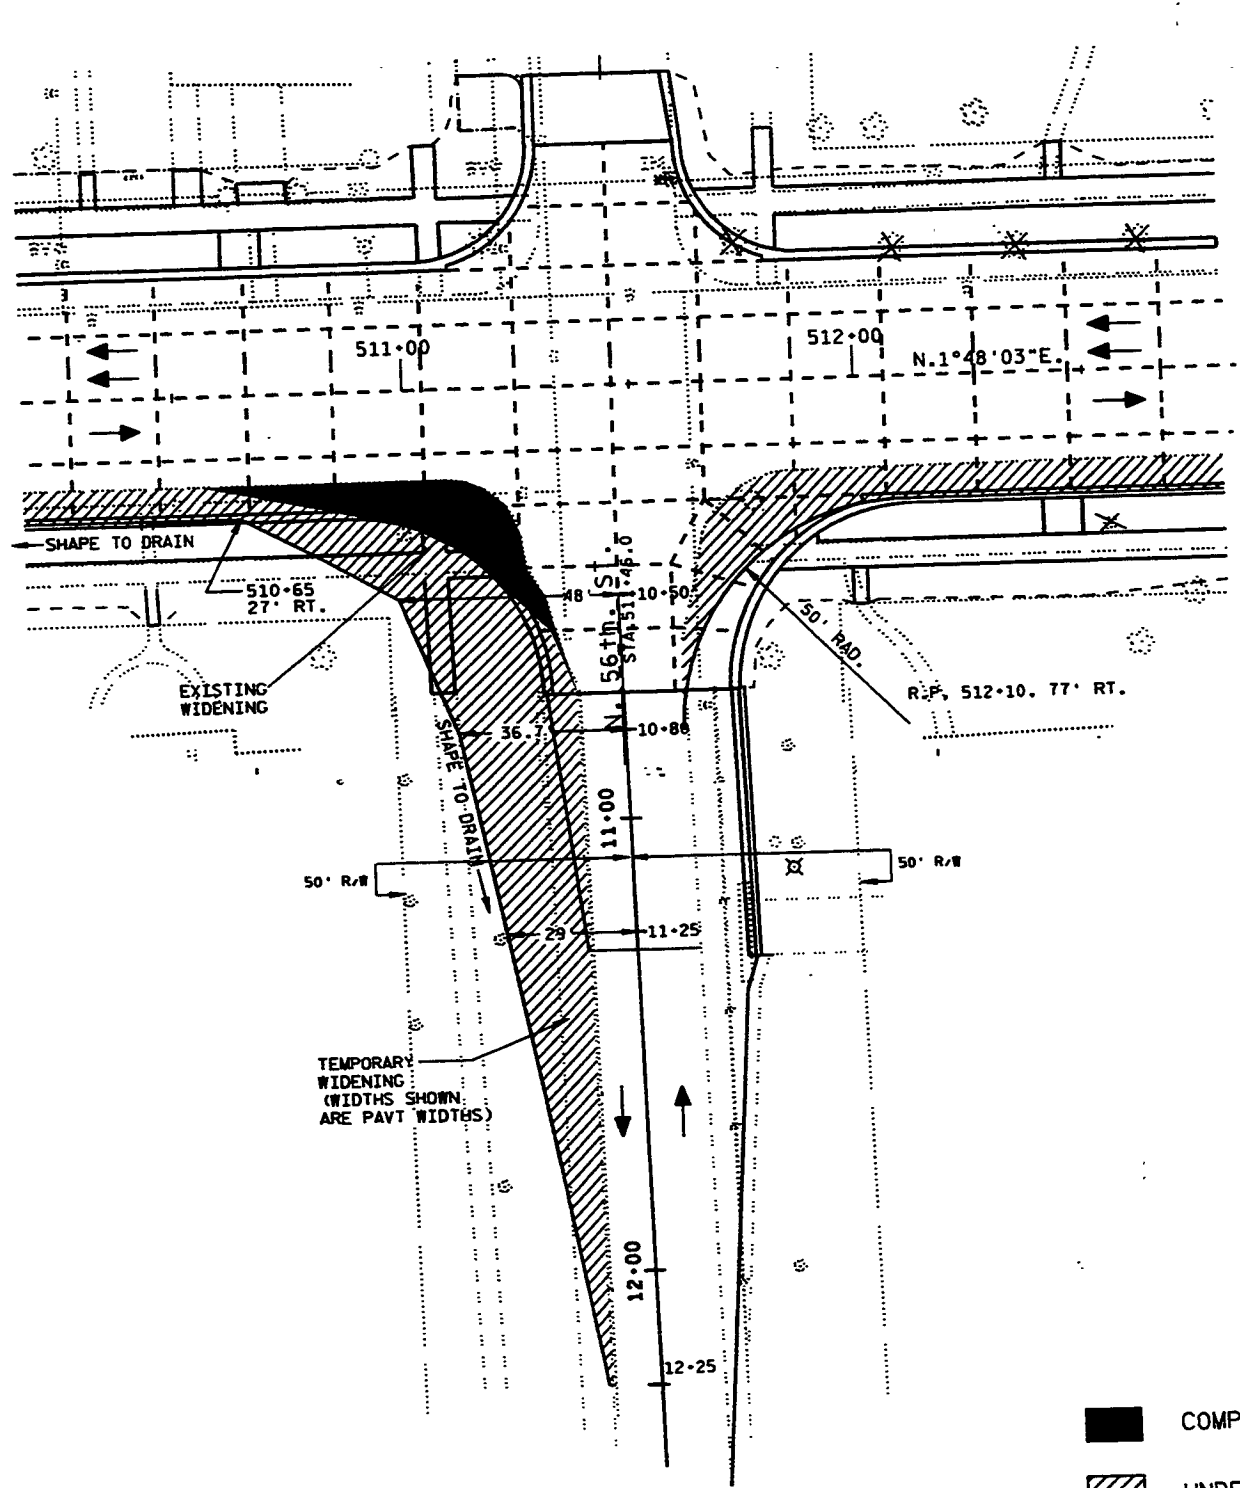 511+00
512+00
N.1°48'03"E.
SHAPE TO DRAIN
510+65
27' RT.
48
10+50
N. 56th. ST.
STA.511+46.0
50' RAD.
EXISTING
WIDENING
R.P. 512+10. 77' RT.
36.7
10+80
SHAPE TO DRAIN
11+00
50' R/W
50' R/W
29
11+25
TEMPORARY
WIDENING
(WIDTHS SHOWN
ARE PAVT WIDTHS)
12+00
12+25
COMP
UNDE